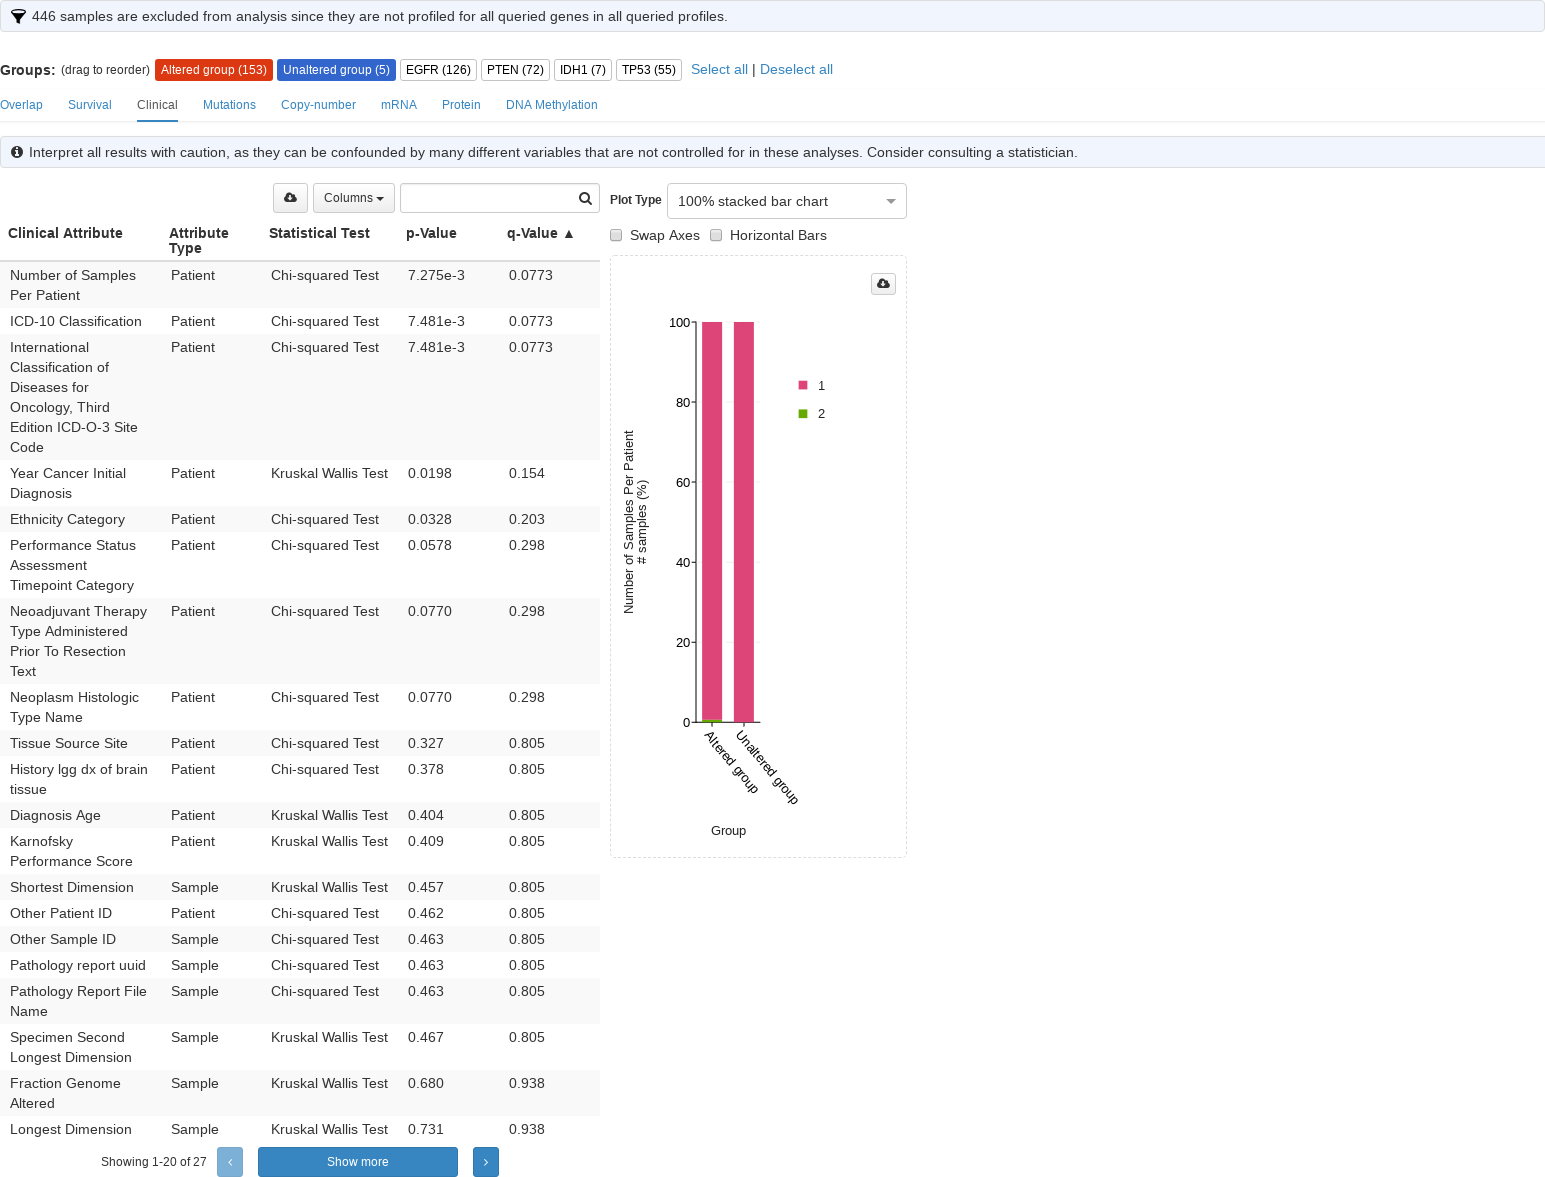 446 samples are excluded from analysis since they are not profiled for all queried genes in all queried profiles.
Groups: (drag to reorder) Altered group (153) Unaltered group (5) EGFR (126) PTEN (72) IDH1 (7) TP53 (55) Select all | Deselect all
Overlap Survival Clinical Mutations Copy-number mRNA Protein DNA Methylation
Interpret all results with caution, as they can be confounded by many different variables that are not controlled for in these analyses. Consider consulting a statistician.
Columns
Clinical Attribute Attribute Type Statistical Test p-Value q-Value ▲
Number of Samples Per Patient Patient Chi-squared Test 7.275e-3 0.0773
ICD-10 Classification Patient Chi-squared Test 7.481e-3 0.0773
International Classification of Diseases for Oncology, Third Edition ICD-O-3 Site Code Patient Chi-squared Test 7.481e-3 0.0773
Year Cancer Initial Diagnosis Patient Kruskal Wallis Test 0.0198 0.154
Ethnicity Category Patient Chi-squared Test 0.0328 0.203
Performance Status Assessment Timepoint Category Patient Chi-squared Test 0.0578 0.298
Neoadjuvant Therapy Type Administered Prior To Resection Text Patient Chi-squared Test 0.0770 0.298
Neoplasm Histologic Type Name Patient Chi-squared Test 0.0770 0.298
Tissue Source Site Patient Chi-squared Test 0.327 0.805
History lgg dx of brain tissue Patient Chi-squared Test 0.378 0.805
Diagnosis Age Patient Kruskal Wallis Test 0.404 0.805
Karnofsky Performance Score Patient Kruskal Wallis Test 0.409 0.805
Shortest Dimension Sample Kruskal Wallis Test 0.457 0.805
Other Patient ID Patient Chi-squared Test 0.462 0.805
Other Sample ID Sample Chi-squared Test 0.463 0.805
Pathology report uuid Sample Chi-squared Test 0.463 0.805
Pathology Report File Name Sample Chi-squared Test 0.463 0.805
Specimen Second Longest Dimension Sample Kruskal Wallis Test 0.467 0.805
Fraction Genome Altered Sample Kruskal Wallis Test 0.680 0.938
Longest Dimension Sample Kruskal Wallis Test 0.731 0.938
Showing 1-20 of 27 ‹ Show more ›
Plot Type 100% stacked bar chart
Swap Axes Horizontal Bars
Number of Samples Per Patient
# samples (%)
100
80
60
40
20
0
1
2
Altered group
Unaltered group
Group